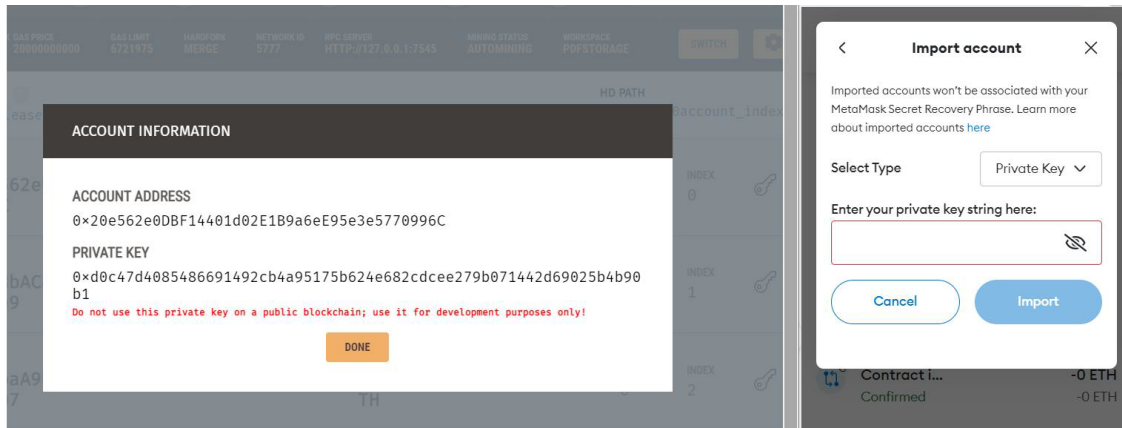 GAS PRICE GAS LIMIT HARDFORK NETWORK ID RPC SERVER MINING STATUS WORKSPACE
20000000000 6721975 MERGE 5777 HTTP://127.0.0.1:7545 AUTOMINING PDFSTORAGE SWITCH
HD PATH
account_index
ACCOUNT INFORMATION
ACCOUNT ADDRESS
0×20e562e0DBF14401d02E1B9a6eE95e3e5770996C
PRIVATE KEY
0×d0c47d4085486691492cb4a95175b624e682cdcee279b071442d69025b4b90
b1
Do not use this private key on a public blockchain; use it for development purposes only!
DONE
INDEX
0
INDEX
1
INDEX
2
TH
Import account
Imported accounts won't be associated with your
MetaMask Secret Recovery Phrase. Learn more
about imported accounts here
Select Type Private Key
Enter your private key string here:
Cancel Import
Contract i... -0 ETH
Confirmed -0 ETH